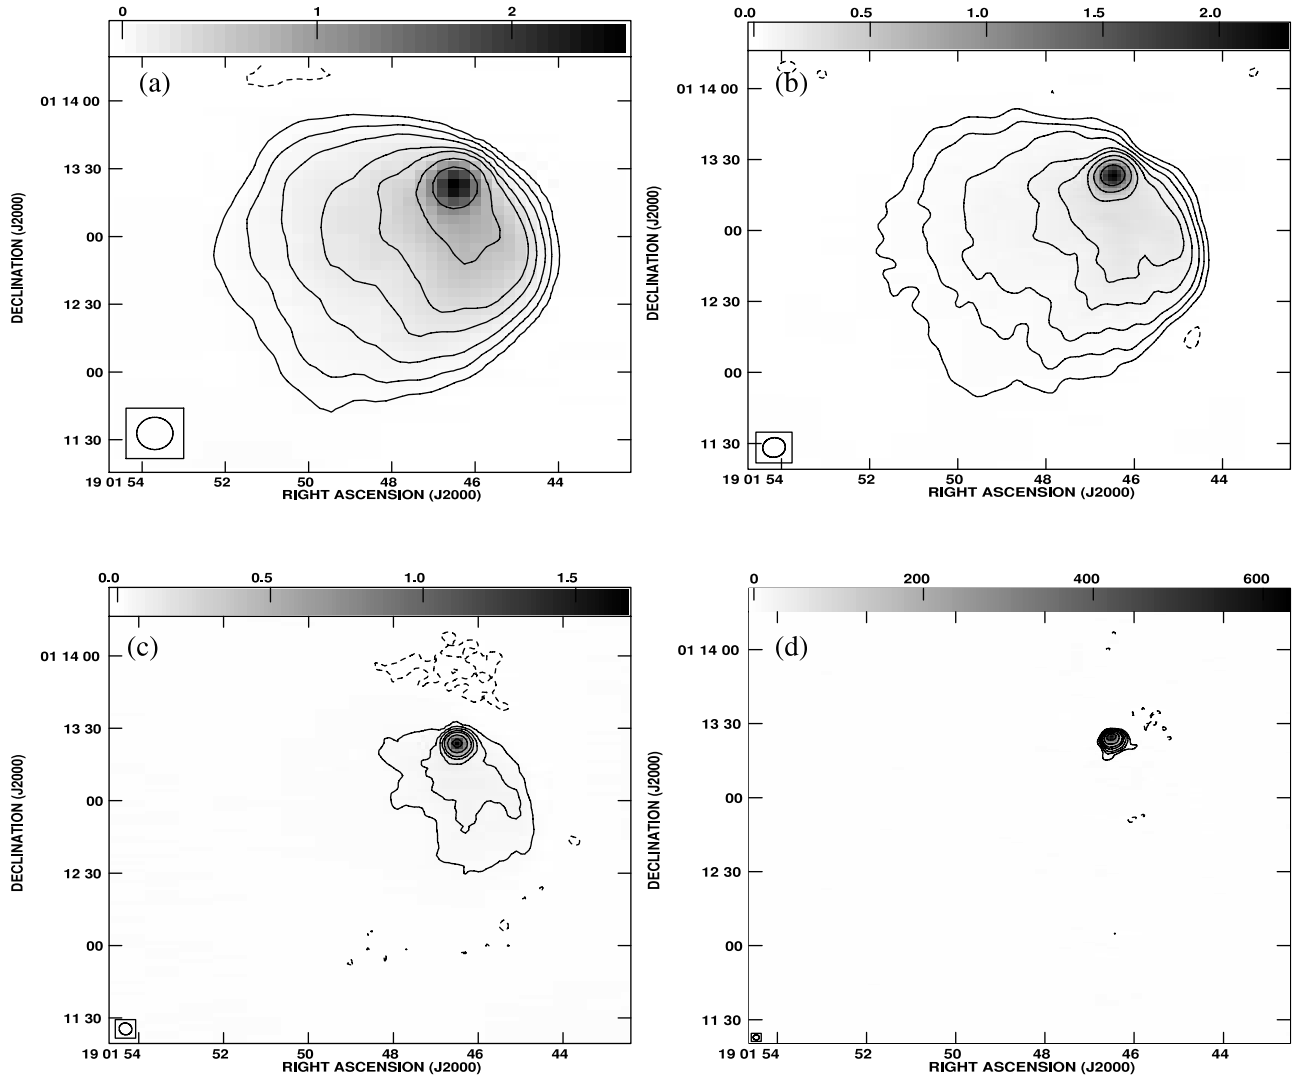 0 1 2
(a)
01 14 00
13 30
00
12 30
00
11 30
DECLINATION (J2000)
19 01 54 52 50 48 46 44
RIGHT ASCENSION (J2000)
0.0 0.5 1.0 1.5 2.0
(b)
01 14 00
13 30
00
12 30
00
11 30
DECLINATION (J2000)
19 01 54 52 50 48 46 44
RIGHT ASCENSION (J2000)
0.0 0.5 1.0 1.5
(c)
01 14 00
13 30
00
12 30
00
11 30
DECLINATION (J2000)
19 01 54 52 50 48 46 44
RIGHT ASCENSION (J2000)
0 200 400 600
(d)
01 14 00
13 30
00
12 30
00
11 30
DECLINATION (J2000)
19 01 54 52 50 48 46 44
RIGHT ASCENSION (J2000)